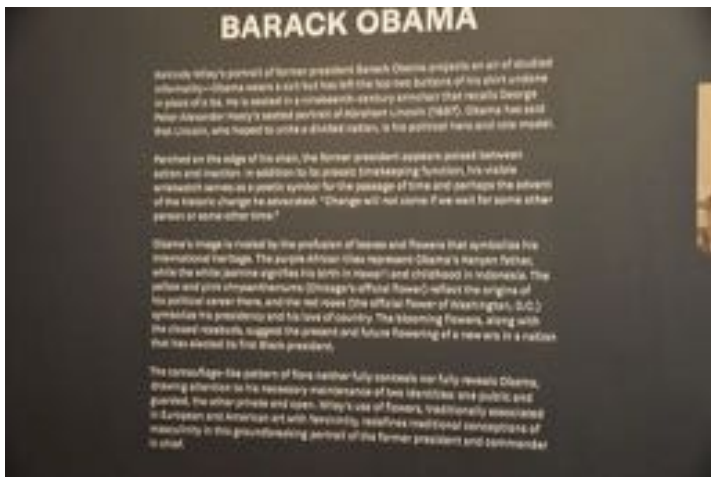 BARACK OBAMA
Kehinde Wiley's portrait of former president Barack Obama projects an air of studied
informality—Obama wears a suit but has left the top two buttons of his shirt undone
in place of a tie. He is seated in a nineteenth-century armchair that recalls George
Peter Alexander Healy's seated portrait of Abraham Lincoln (1887). Obama has said
that Lincoln, who hoped to unite a divided nation, is his political hero and role model.
Perched on the edge of his chair, the former president appears poised between
action and inaction. In addition to its prosaic timekeeping function, his visible
wristwatch serves as a poetic symbol for the passage of time and perhaps the advent
of the historic change he advocated: "Change will not come if we wait for some other
person or some other time."
Obama's image is rivaled by the profusion of leaves and flowers that symbolize his
international heritage. The purple African lilies represent Obama's Kenyan father,
while the white jasmine signifies his birth in Hawai'i and childhood in Indonesia. The
yellow and pink chrysanthemums (Chicago's official flower) reflect the origins of
his political career there, and the red roses (the official flower of Washington, D.C.)
symbolize his presidency and his love of country. The blooming flowers, along with
the closed rosebuds, suggest the present and future flowering of a new era in a nation
that has elected its first Black president.
The camouflage-like pattern of flora neither fully conceals nor fully reveals Obama,
drawing attention to his necessary maintenance of two identities: one public and
guarded, the other private and open. Wiley's use of flowers, traditionally associated
in European and American art with femininity, redefines traditional conceptions of
masculinity in this groundbreaking portrait of the former president and commander
in chief.